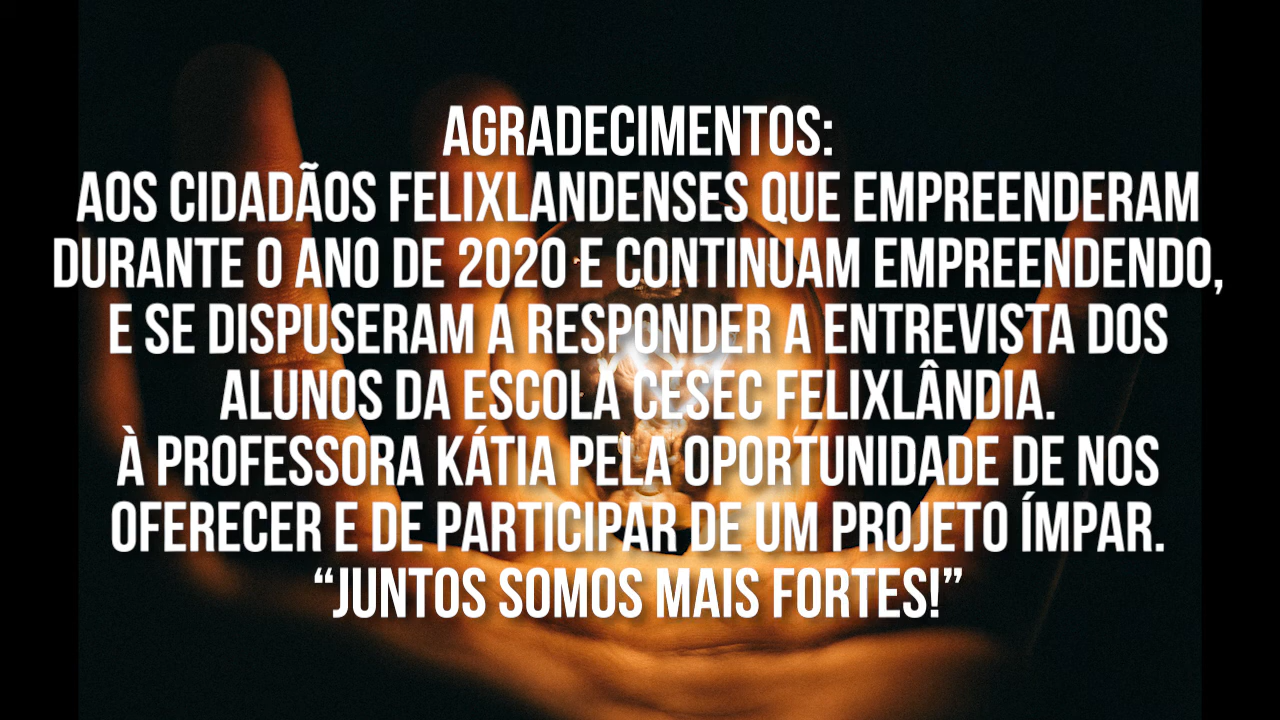 AGRADECIMENTOS:
AOS CIDADÃOS FELIXLANDENSES QUE EMPREENDERAM
DURANTE O ANO DE 2020 E CONTINUAM EMPREENDENDO,
E SE DISPUSERAM A RESPONDER A ENTREVISTA DOS
ALUNOS DA ESCOLA CESEC FELIXLÂNDIA.
À PROFESSORA KÁTIA PELA OPORTUNIDADE DE NOS
OFERECER E DE PARTICIPAR DE UM PROJETO ÍMPAR.
“JUNTOS SOMOS MAIS FORTES!”